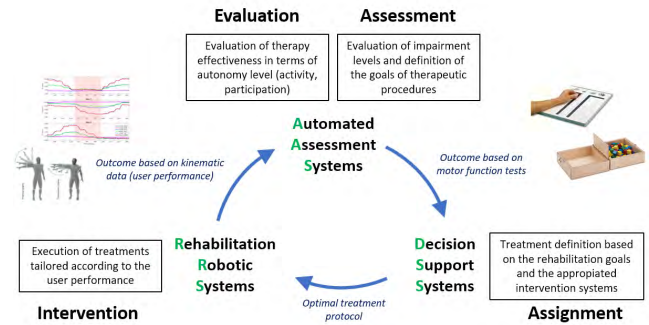 Evaluation
Assessment
Evaluation of therapy
effectiveness in terms of
autonomy level (activity,
participation)
Evaluation of impairment
levels and definition of
the goals of therapeutic
procedures
Automated
Assessment
Systems
Outcome based on kinematic
data (user performance)
Outcome based on
motor function tests
Rehabilitation
Robotic
Systems
Decision
Support
Systems
Execution of treatments
tailored according to the
user performance
Treatment definition based
on the rehabilitation goals
and the appropiated
intervention systems
Optimal treatment
protocol
Intervention
Assignment